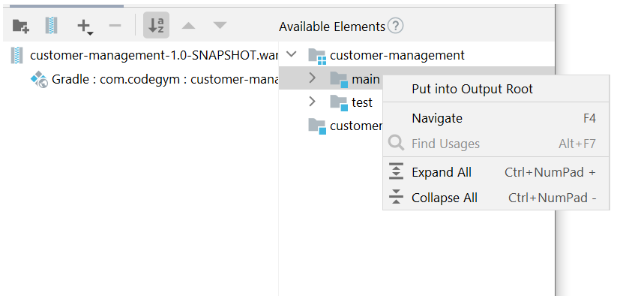 Available Elements ?
customer-management-1.0-SNAPSHOT.war
Gradle : com.codegym : customer-mana
customer-management
main
test
customer
Put into Output Root
Navigate F4
Find Usages Alt+F7
Expand All Ctrl+NumPad +
Collapse All Ctrl+NumPad -